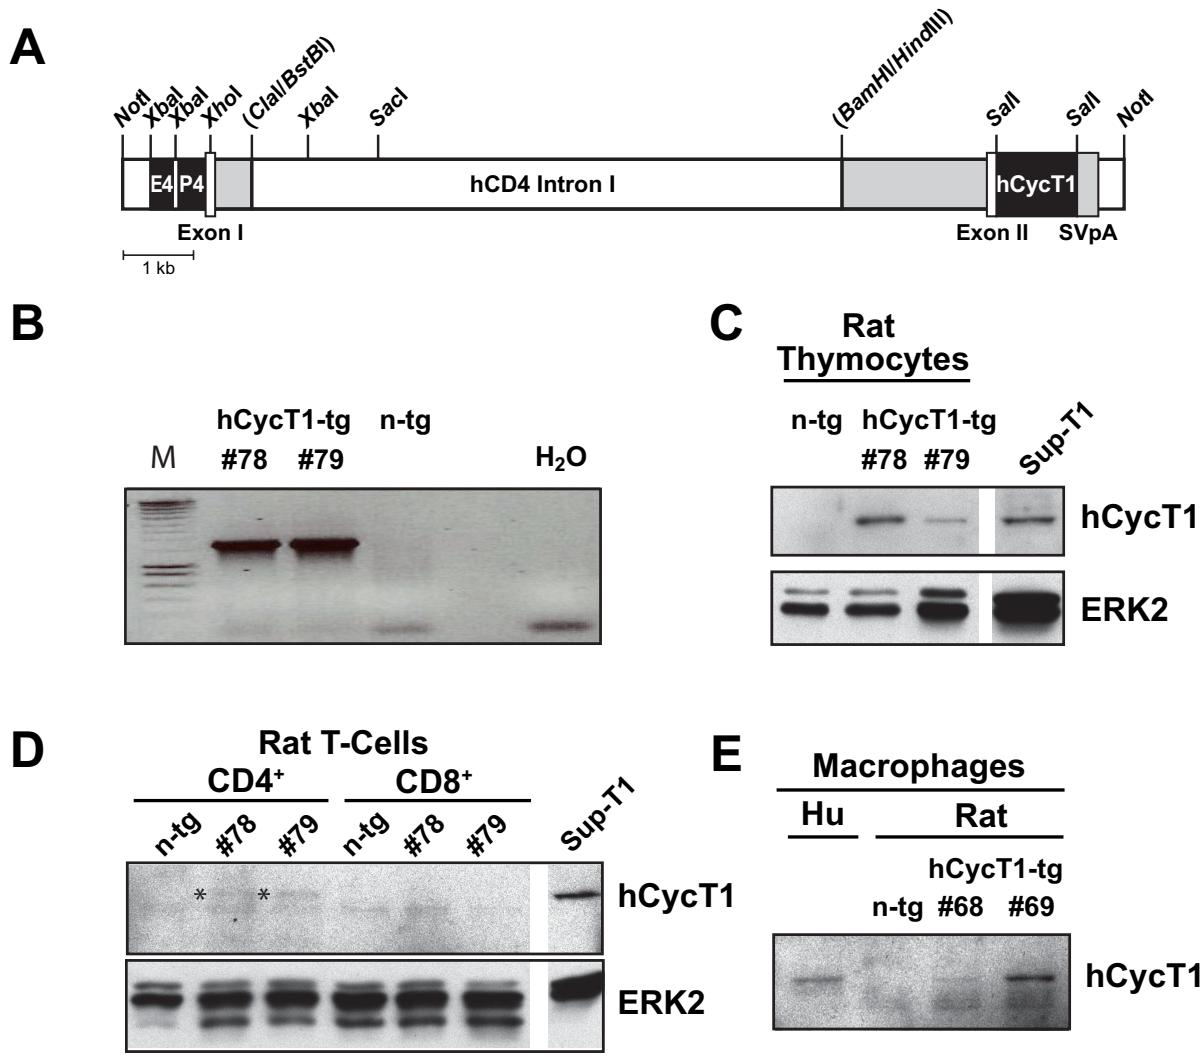 A
NotI XbaI XbaI XhoI (ClaI/BstBI) XbaI SacI (BamHI/HindIII) SalI SalI NotI
E4 P4 hCD4 Intron I hCycT1
Exon I Exon II SVpA
1 kb
B
hCycT1-tg n-tg
M #78 #79 H₂O
C
Rat
Thymocytes
n-tg hCycT1-tg
#78 #79 Sup-T1
hCycT1
ERK2
D
Rat T-Cells
CD4⁺ CD8⁺
n-tg #78 #79 n-tg #78 #79 Sup-T1
* * hCycT1
ERK2
E
Macrophages
Hu Rat
hCycT1-tg
n-tg #68 #69
hCycT1